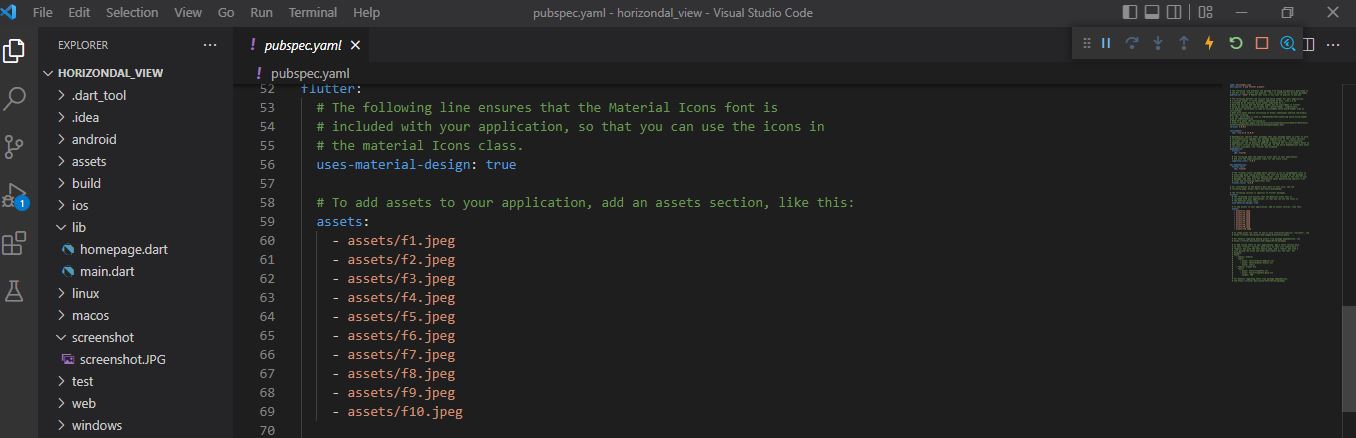 File Edit Selection View Go Run Terminal Help
pubspec.yaml - horizondal_view - Visual Studio Code
EXPLORER
HORIZONDAL_VIEW
.dart_tool
.idea
android
assets
build
ios
lib
homepage.dart
main.dart
linux
macos
screenshot
screenshot.JPG
test
web
windows
1
! pubspec.yaml
! pubspec.yaml
52 flutter:
53 # The following line ensures that the Material Icons font is
54 # included with your application, so that you can use the icons in
55 # the material Icons class.
56 uses-material-design: true
57
58 # To add assets to your application, add an assets section, like this:
59 assets:
60 - assets/f1.jpeg
61 - assets/f2.jpeg
62 - assets/f3.jpeg
63 - assets/f4.jpeg
64 - assets/f5.jpeg
65 - assets/f6.jpeg
66 - assets/f7.jpeg
67 - assets/f8.jpeg
68 - assets/f9.jpeg
69 - assets/f10.jpeg
70